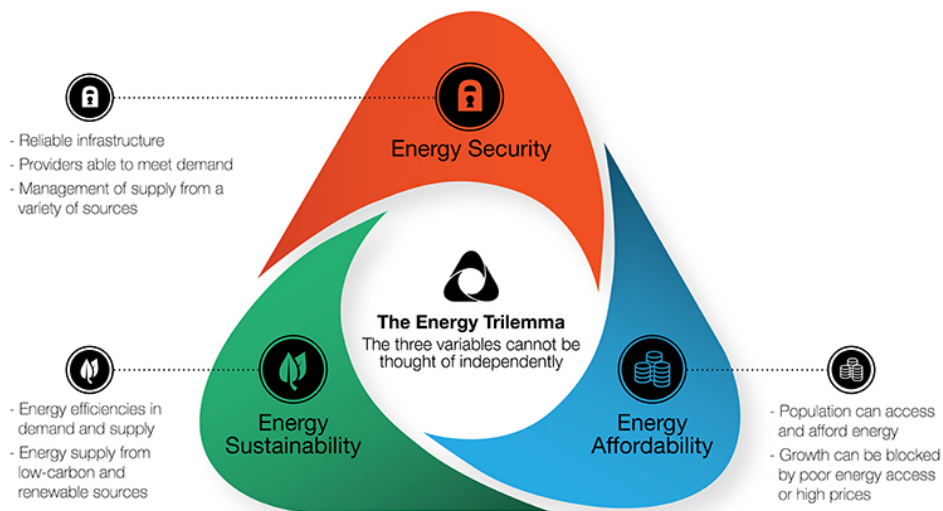 Energy Security
- Reliable infrastructure
- Providers able to meet demand
- Management of supply from a
variety of sources
The Energy Trilemma
The three variables cannot be
thought of independently
Energy
Sustainability
- Energy efficiencies in
demand and supply
- Energy supply from
low-carbon and
renewable sources
Energy
Affordability
- Population can access
and afford energy
- Growth can be blocked
by poor energy access
or high prices